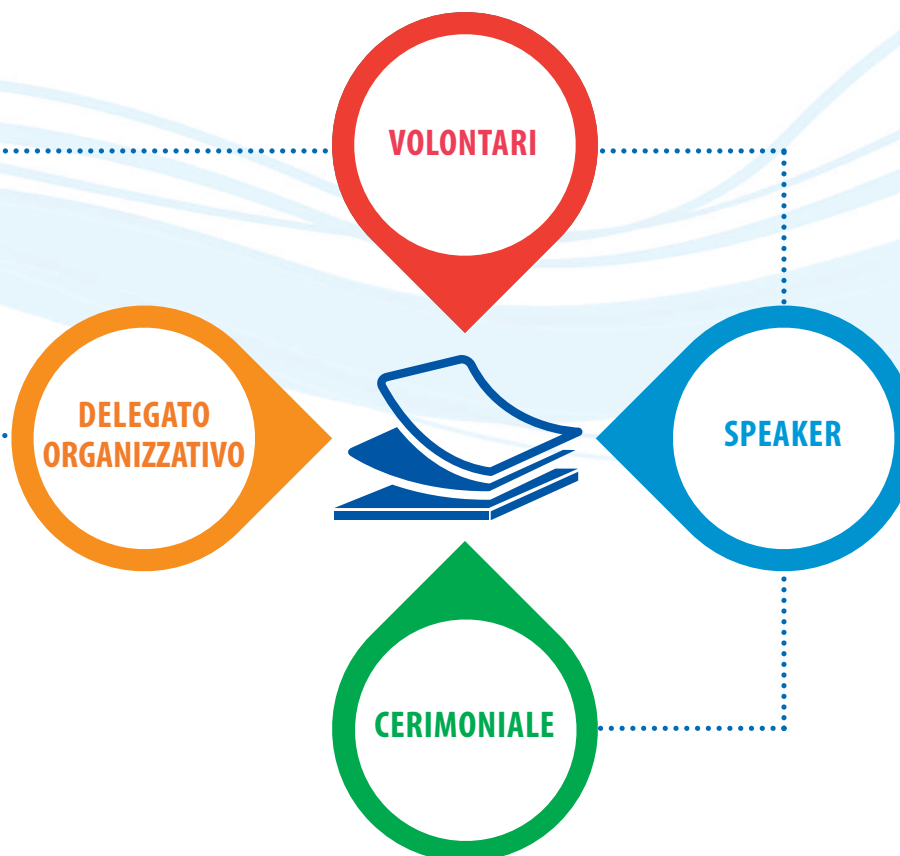 VOLONTARI
DELEGATO
ORGANIZZATIVO
SPEAKER
CERIMONIALE